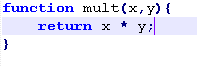 function mult(x,y){
    return x * y;
}